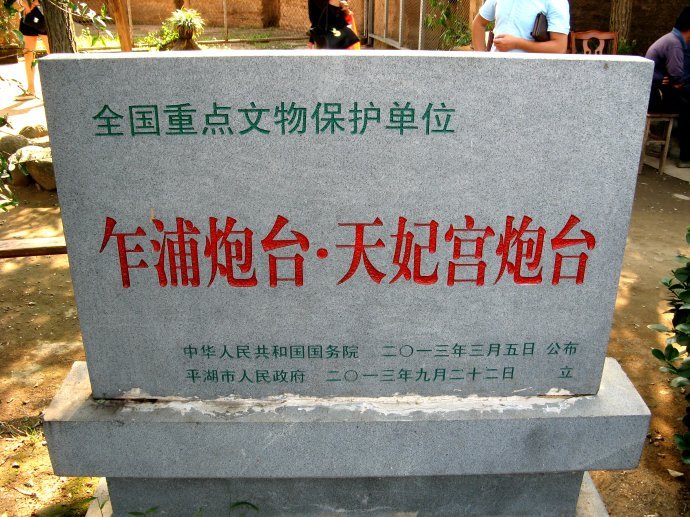 全国重点文物保护单位
乍浦炮台·天妃宫炮台
中华人民共和国国务院 二〇一三年三月五日 公布
平湖市人民政府 二〇一三年九月二十二日 立